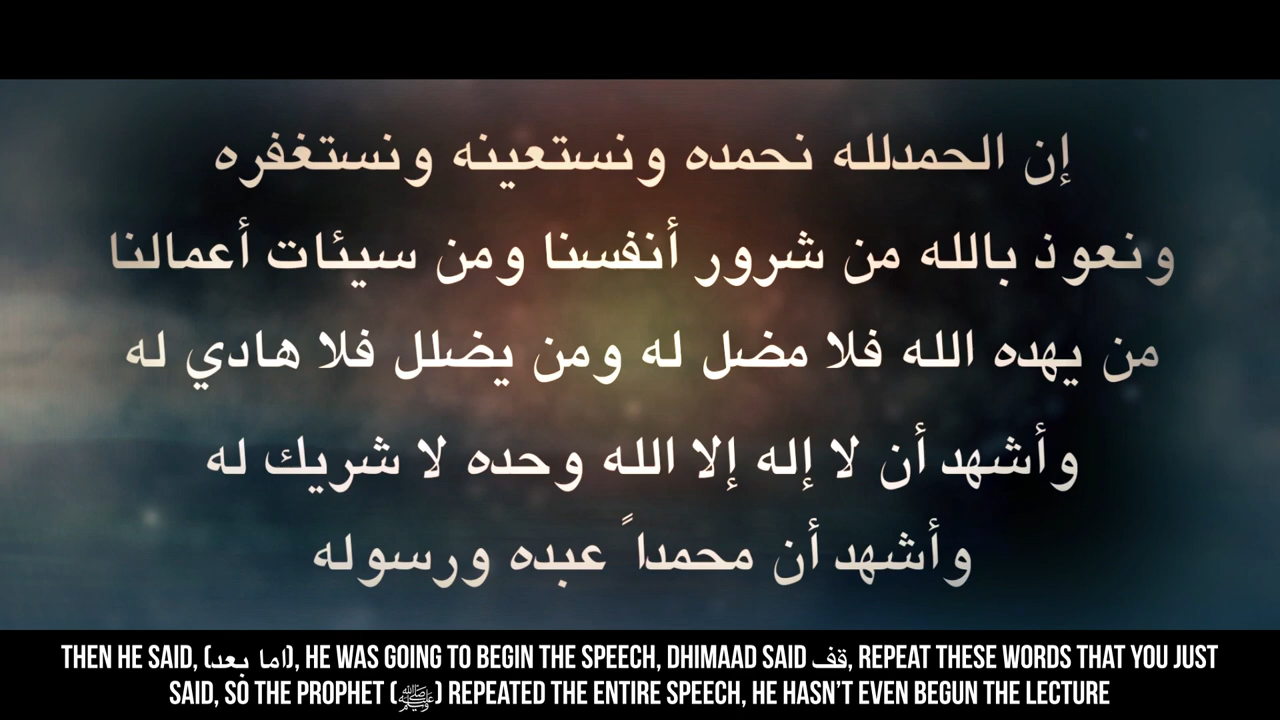 إن الحمدلله نحمده ونستعينه ونستغفره
ونعوذ بالله من شرور أنفسنا ومن سيئات أعمالنا
من يهده الله فلا مضل له ومن يضلل فلا هادي له
وأشهد أن لا إله إلا الله وحده لا شريك له
وأشهد أن محمداً عبده ورسوله
THEN HE SAID, (اما بعد), HE WAS GOING TO BEGIN THE SPEECH, DHIMAAD SAID قف, REPEAT THESE WORDS THAT YOU JUST
SAID, SO THE PROPHET (ﷺ) REPEATED THE ENTIRE SPEECH, HE HASN'T EVEN BEGUN THE LECTURE